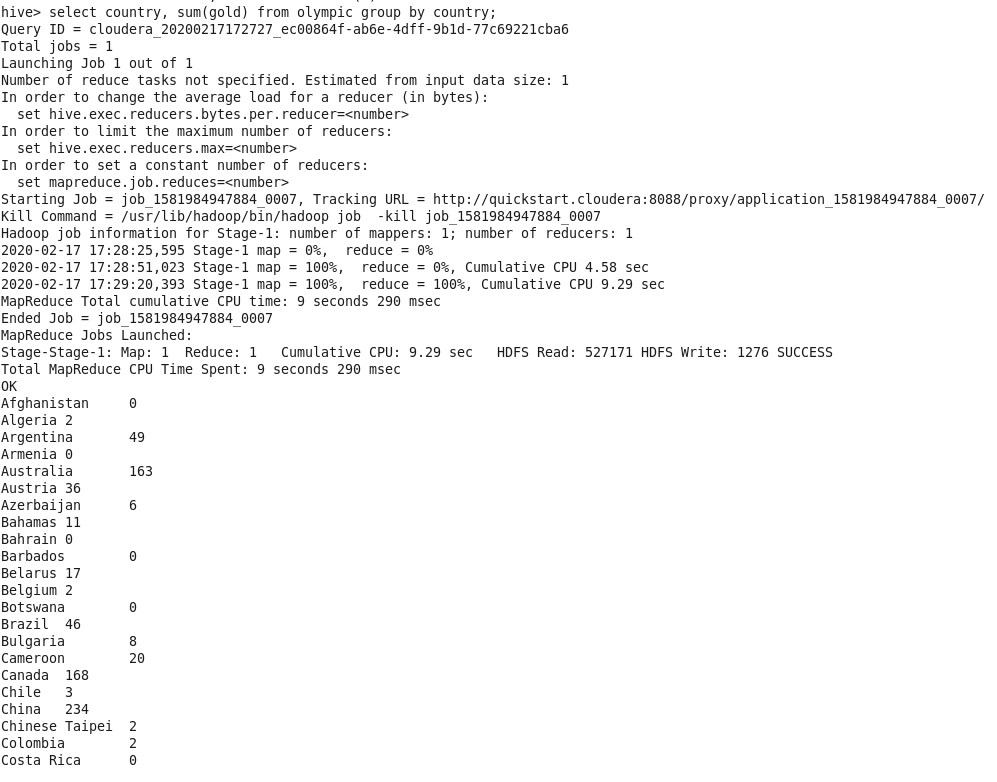 hive> select country, sum(gold) from olympic group by country;
Query ID = cloudera_20200217172727_ec00864f-ab6e-4dff-9b1d-77c69221cba6
Total jobs = 1
Launching Job 1 out of 1
Number of reduce tasks not specified. Estimated from input data size: 1
In order to change the average load for a reducer (in bytes):
  set hive.exec.reducers.bytes.per.reducer=<number>
In order to limit the maximum number of reducers:
  set hive.exec.reducers.max=<number>
In order to set a constant number of reducers:
  set mapreduce.job.reduces=<number>
Starting Job = job_1581984947884_0007, Tracking URL = http://quickstart.cloudera:8088/proxy/application_1581984947884_0007/
Kill Command = /usr/lib/hadoop/bin/hadoop job  -kill job_1581984947884_0007
Hadoop job information for Stage-1: number of mappers: 1; number of reducers: 1
2020-02-17 17:28:25,595 Stage-1 map = 0%,  reduce = 0%
2020-02-17 17:28:51,023 Stage-1 map = 100%,  reduce = 0%, Cumulative CPU 4.58 sec
2020-02-17 17:29:20,393 Stage-1 map = 100%,  reduce = 100%, Cumulative CPU 9.29 sec
MapReduce Total cumulative CPU time: 9 seconds 290 msec
Ended Job = job_1581984947884_0007
MapReduce Jobs Launched:
Stage-Stage-1: Map: 1  Reduce: 1   Cumulative CPU: 9.29 sec   HDFS Read: 527171 HDFS Write: 1276 SUCCESS
Total MapReduce CPU Time Spent: 9 seconds 290 msec
OK
Afghanistan     0
Algeria 2
Argentina       49
Armenia 0
Australia       163
Austria 36
Azerbaijan      6
Bahamas 11
Bahrain 0
Barbados        0
Belarus 17
Belgium 2
Botswana        0
Brazil  46
Bulgaria        8
Cameroon        20
Canada  168
Chile   3
China   234
Chinese Taipei  2
Colombia        2
Costa Rica      0